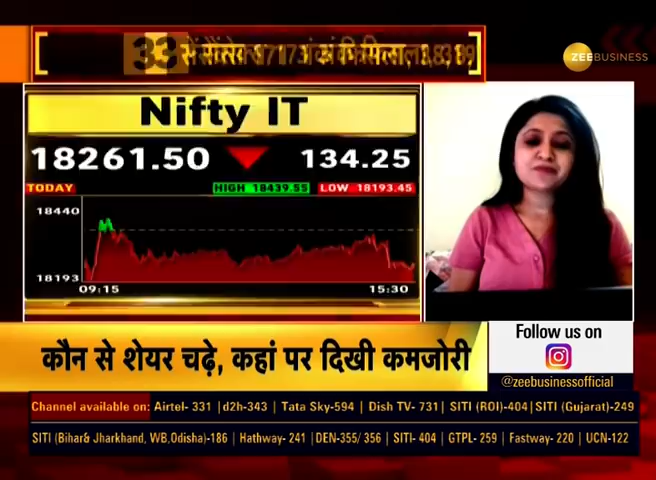 ZEE BUSINESS
Nifty IT
18261.50 134.25
TODAY HIGH 18439.55 LOW 18193.45
18440
18193
09:15 15:30
कौन से शेयर चढ़े, कहां पर दिखी कमजोरी
Follow us on
@zeebusinessofficial
Channel available on: Airtel- 331 |d2h-343 | Tata Sky-594 | Dish TV- 731| SITI (ROI)-404|SITI (Gujarat)-249
SITI (Bihar& Jharkhand, WB,Odisha)-186 | Hathway- 241 |DEN-355/ 356 | SITI- 404 | GTPL- 259 | Fastway- 220 | UCN-122